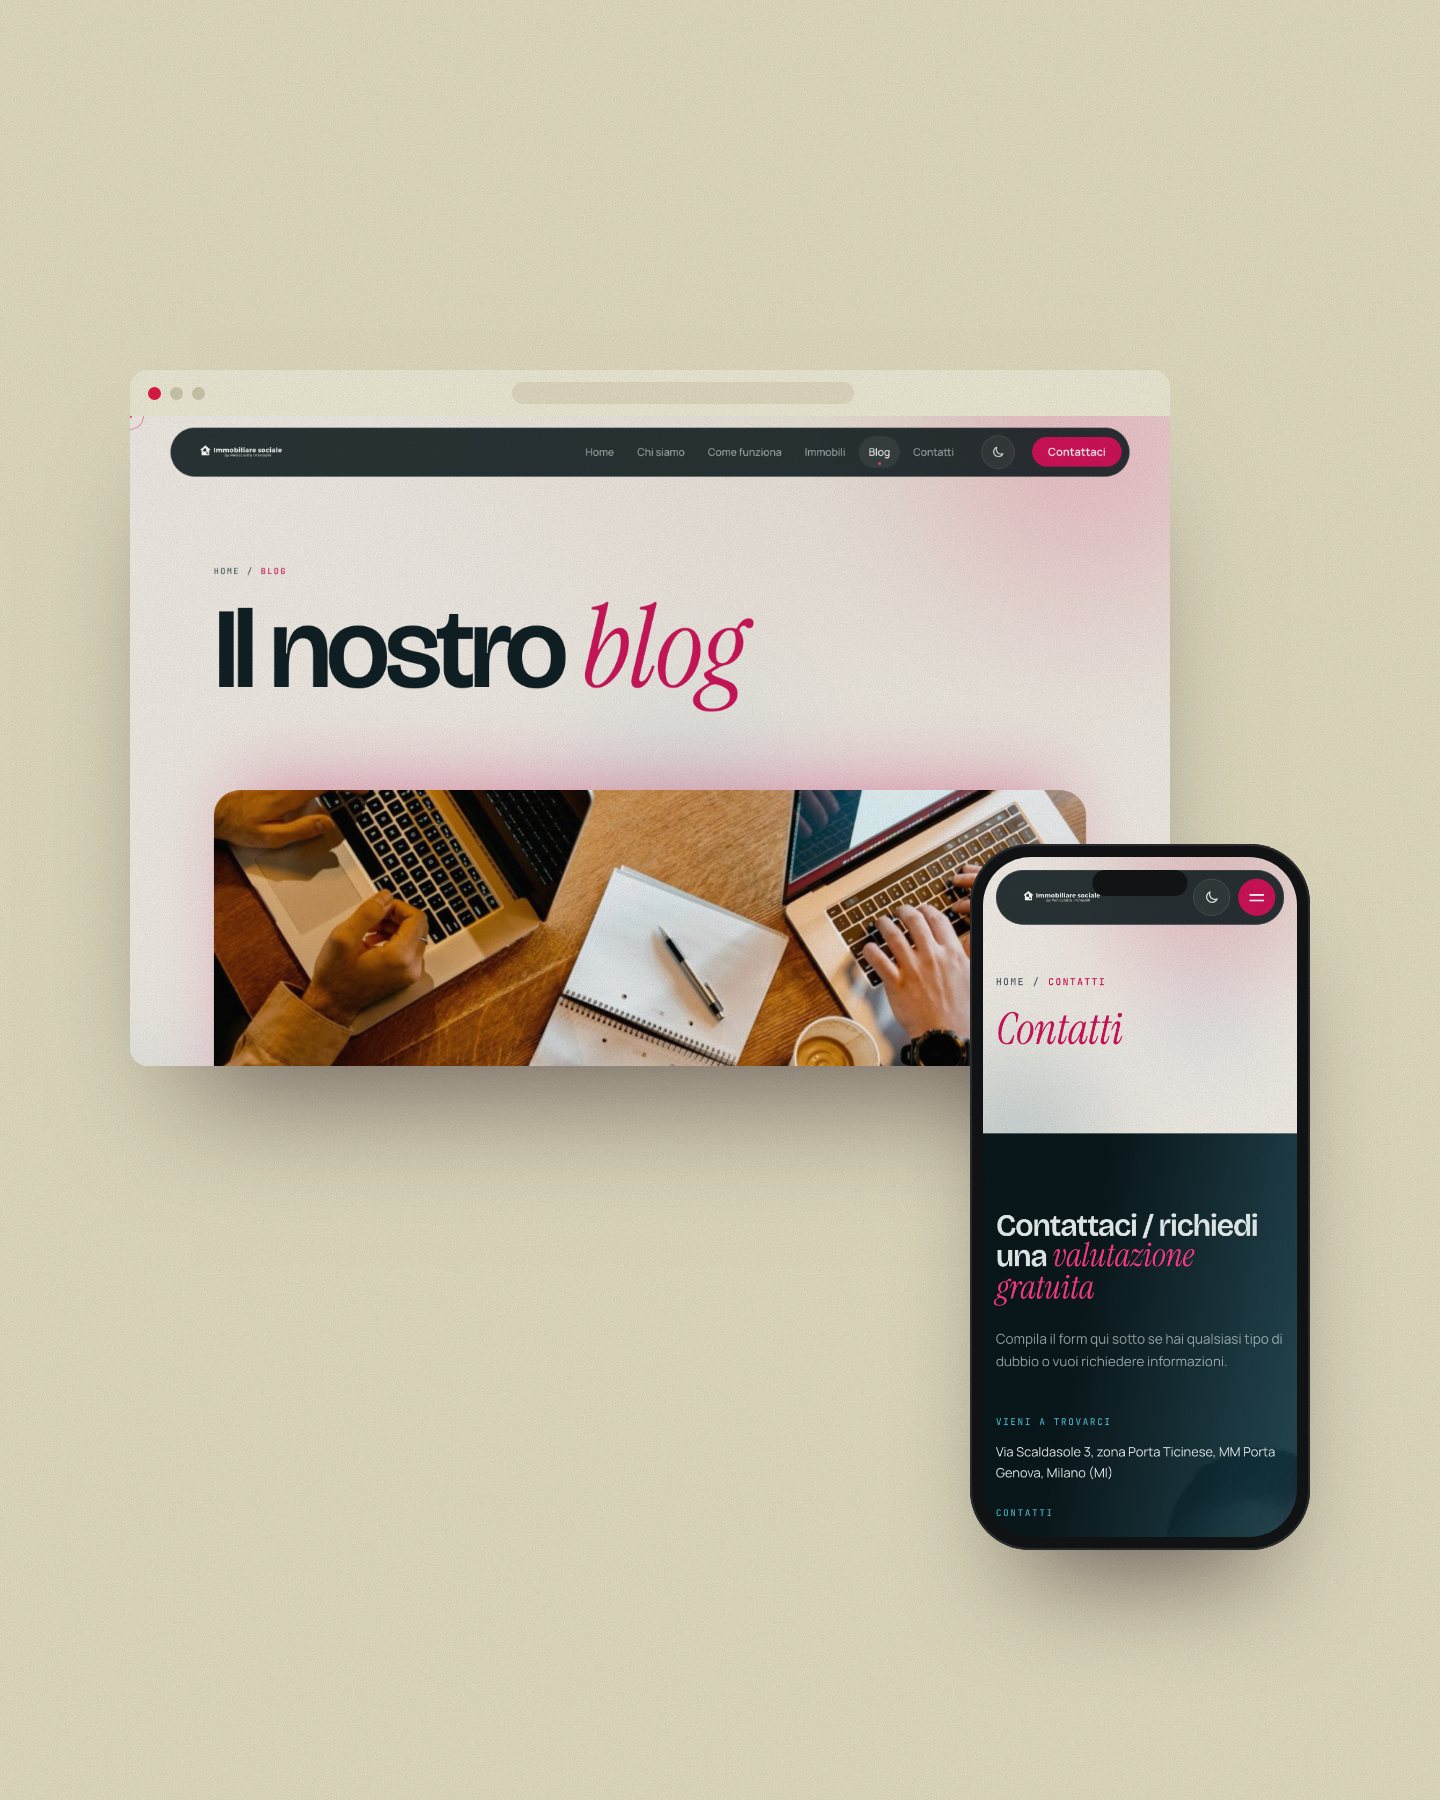 Immobiliare sociale
Home Chi siamo Come funziona Immobili Blog Contatti Contattaci
HOME / BLOG
Il nostro blog
Immobiliare sociale
HOME / CONTATTI
Contatti
Contattaci / richiedi
una valutazione
gratuita
Compila il form qui sotto se hai qualsiasi tipo di
dubbio o vuoi richiedere informazioni.
VIENI A TROVARCI
Via Scaldasole 3, zona Porta Ticinese, MM Porta
Genova, Milano (MI)
CONTATTI